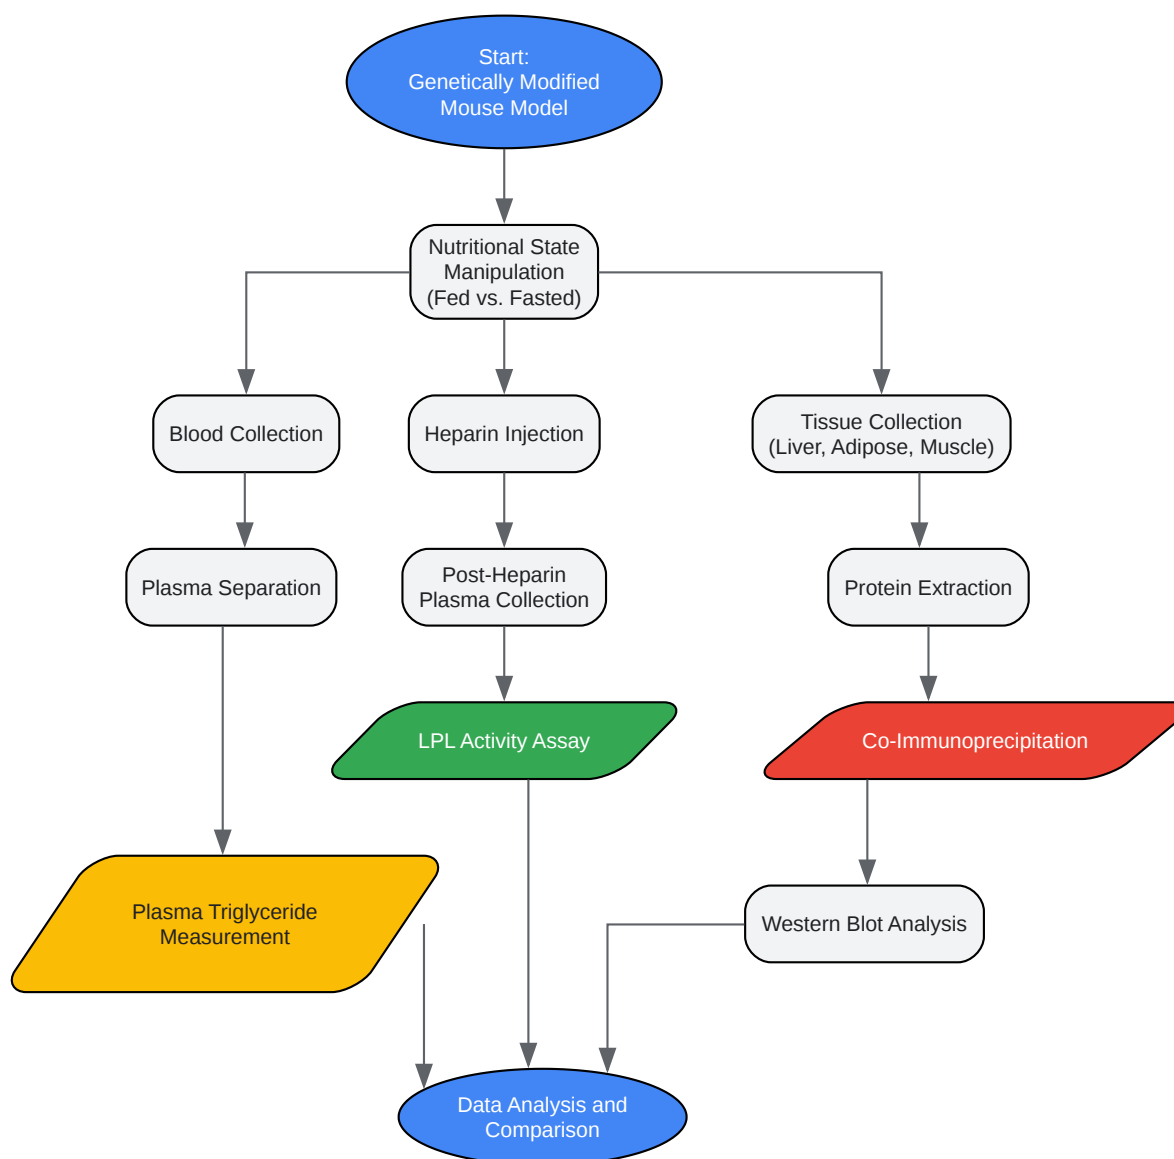 Start:
Genetically Modified
Mouse Model
Nutritional State
Manipulation
(Fed vs. Fasted)
Blood Collection
Heparin Injection
Tissue Collection
(Liver, Adipose, Muscle)
Plasma Separation
Post-Heparin
Plasma Collection
Protein Extraction
LPL Activity Assay
Co-Immunoprecipitation
Plasma Triglyceride
Measurement
Western Blot Analysis
Data Analysis and
Comparison